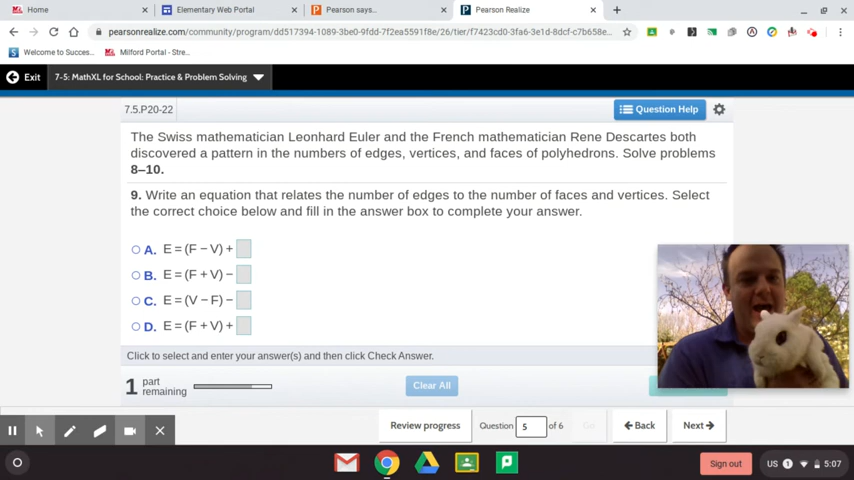 Home
Elementary Web Portal
Pearson says..
Pearson Realize
pearsonrealize.com/community/program/dd517394-1089-3be0-9fdd-7f2ea5591f8e/26/tier/f7423cd0-3fa6-3e1d-8dcf-c7b658e...
Welcome to Succes...
Milford Portal - Stre...
Exit
7-5: MathXL for School: Practice & Problem Solving
7.5.P20-22
Question Help
The Swiss mathematician Leonhard Euler and the French mathematician Rene Descartes both
discovered a pattern in the numbers of edges, vertices, and faces of polyhedrons. Solve problems
8–10.
9. Write an equation that relates the number of edges to the number of faces and vertices. Select
the correct choice below and fill in the answer box to complete your answer.
A. E = (F − V) +
B. E = (F + V) −
C. E = (V − F) −
D. E = (F + V) +
Click to select and enter your answer(s) and then click Check Answer.
1 part remaining
Clear All
Review progress
Question 5 of 6
Go
Back
Next
Sign out
US 1 5:07